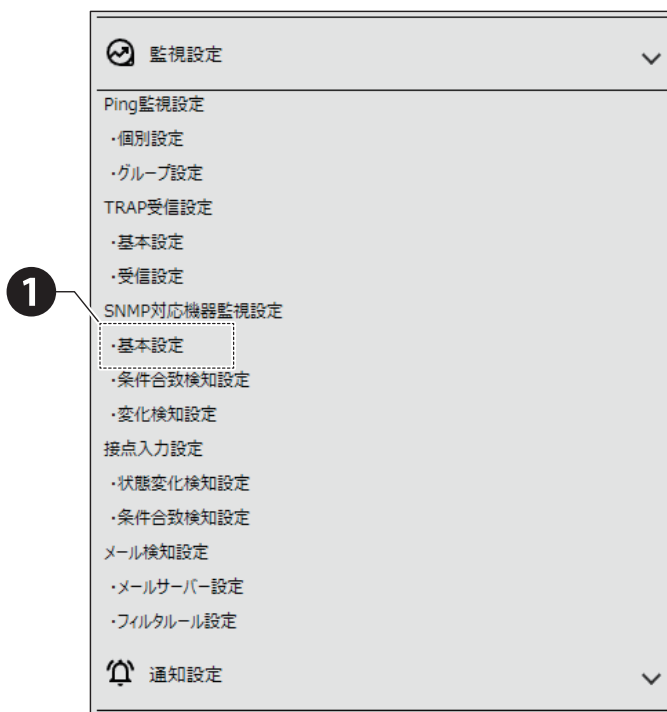 監視設定
Ping監視設定
・個別設定
・グループ設定
TRAP受信設定
・基本設定
・受信設定
1
SNMP対応機器監視設定
・基本設定
・条件合致検知設定
・変化検知設定
接点入力設定
・状態変化検知設定
・条件合致検知設定
メール検知設定
・メールサーバー設定
・フィルタルール設定
通知設定